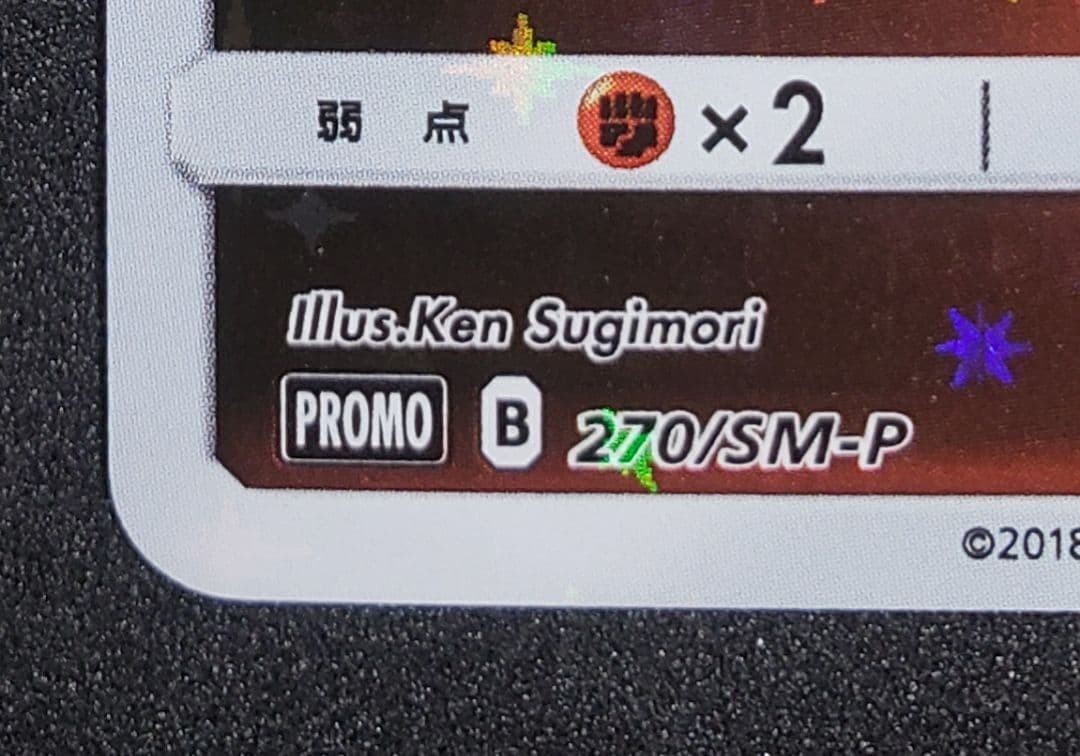 弱 点 ×2
Illus.Ken Sugimori
PROMO B 270/SM-P
©2018